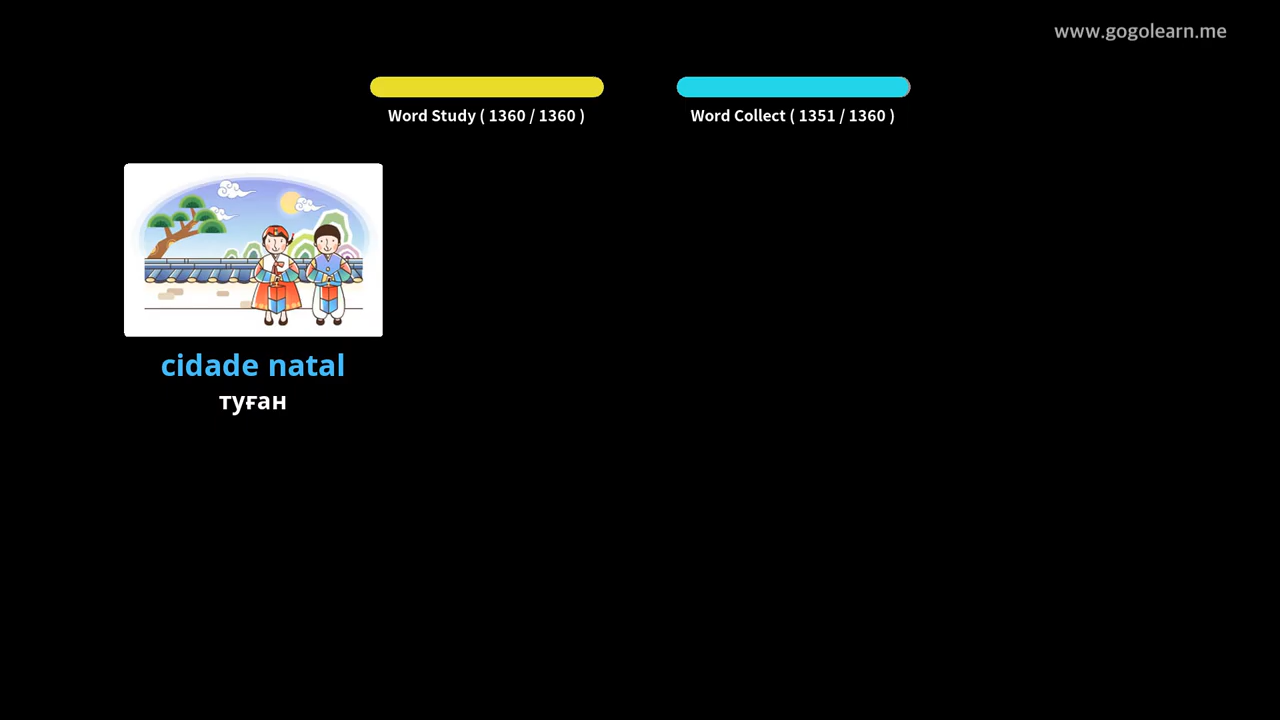 www.gogolearn.me
Word Study ( 1360 / 1360 )
Word Collect ( 1351 / 1360 )
cidade natal
туған